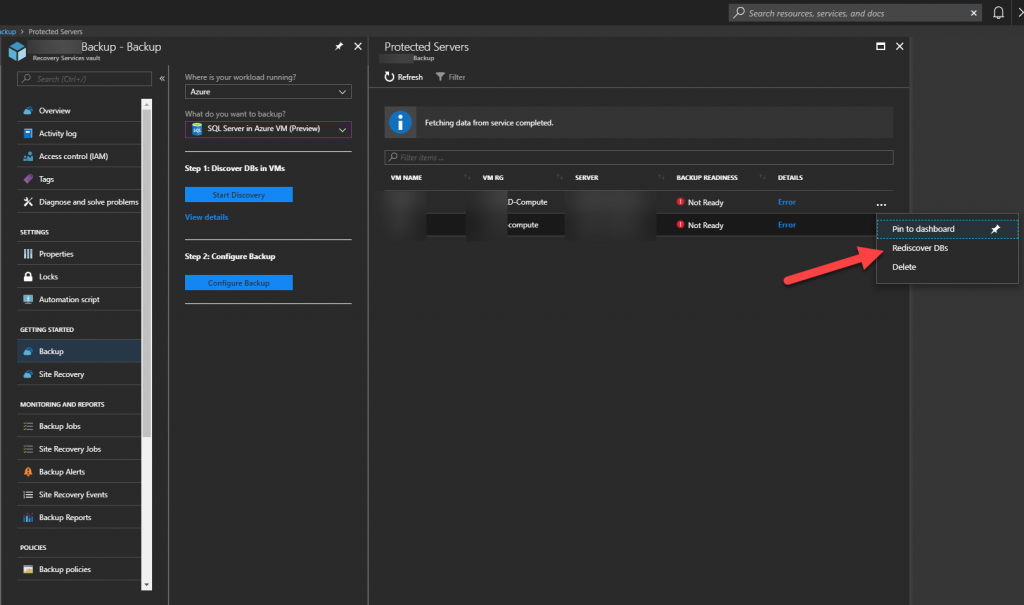 Search resources, services, and docs
ckup > Protected Servers
Backup - Backup
Recovery Services vault
Search (Ctrl+/)
Overview
Activity log
Access control (IAM)
Tags
Diagnose and solve problems
SETTINGS
Properties
Locks
Automation script
GETTING STARTED
Backup
Site Recovery
MONITORING AND REPORTS
Backup Jobs
Site Recovery Jobs
Backup Alerts
Site Recovery Events
Backup Reports
POLICIES
Backup policies
Where is your workload running?
Azure
What do you want to backup?
SQL Server in Azure VM (Preview)
Step 1: Discover DBs in VMs
Start Discovery
View details
Step 2: Configure Backup
Configure Backup
Protected Servers
Backup
Refresh Filter
Fetching data from service completed.
Filter items ...
VM NAME VM RG SERVER BACKUP READINESS DETAILS
D-Compute Not Ready Error
-compute Not Ready Error
Pin to dashboard
Rediscover DBs
Delete